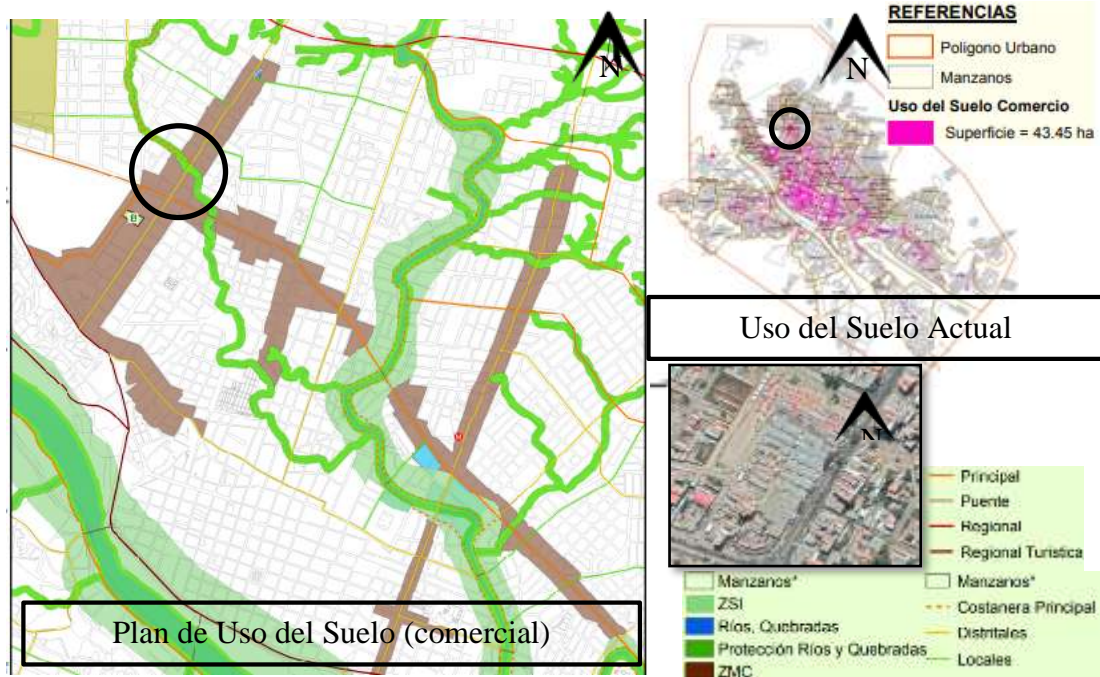 N
Plan de Uso del Suelo (comercial)
N
REFERENCIAS
Polígono Urbano
Manzanos
Uso del Suelo Comercio
Superficie = 43.45 ha
Uso del Suelo Actual
N
Principal
Puente
Regional
Regional Turistica
Manzanos*
ZSI
Ríos, Quebradas
Protección Ríos y Quebradas
ZMC
Manzanos*
Costanera Principal
Distritales
Locales